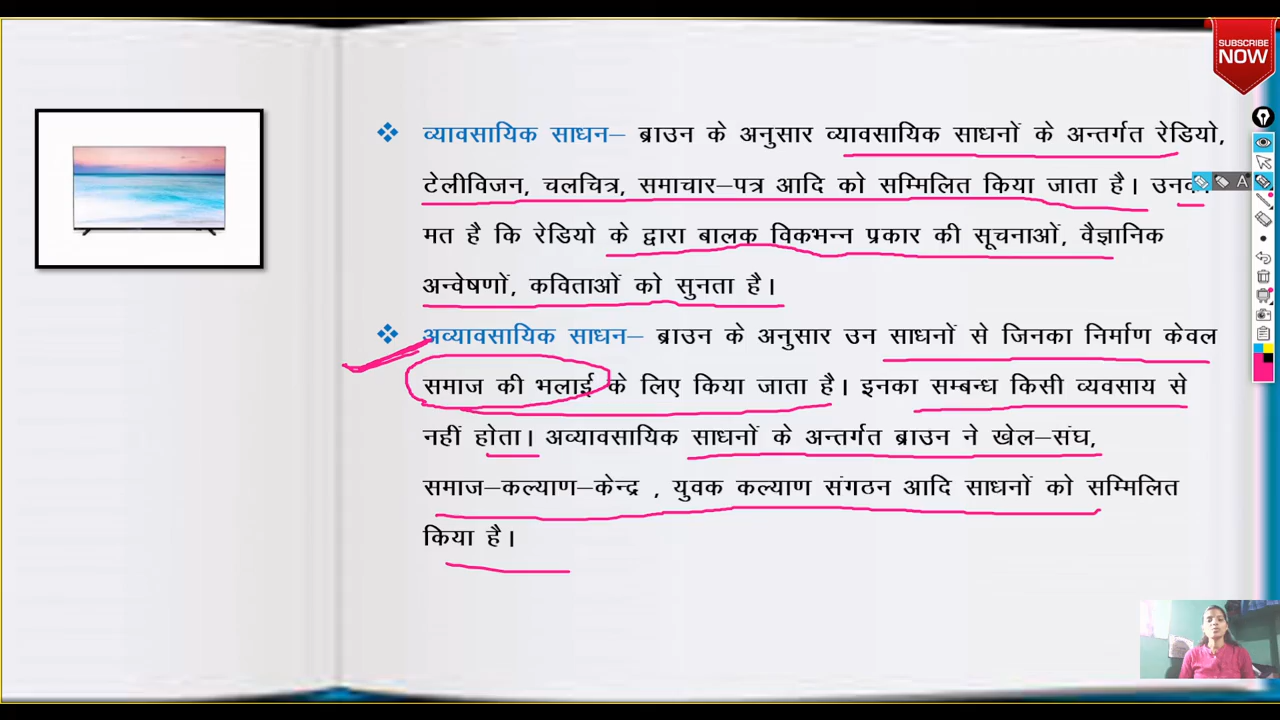 SUBSCRIBE
NOW
❖ व्यावसायिक साधन– ब्राउन के अनुसार व्यावसायिक साधनों के अन्तर्गत रेडियो,
टेलीविजन, चलचित्र, समाचार–पत्र आदि को सम्मिलित किया जाता है। उनका
मत है कि रेडियो के द्वारा बालक विकभन्न प्रकार की सूचनाओं, वैज्ञानिक
अन्वेषणों, कविताओं को सुनता है।
❖ अव्यावसायिक साधन– ब्राउन के अनुसार उन साधनों से जिनका निर्माण केवल
समाज की भलाई के लिए किया जाता है। इनका सम्बन्ध किसी व्यवसाय से
नहीं होता। अव्यावसायिक साधनों के अन्तर्गत ब्राउन ने खेल–संघ,
समाज–कल्याण–केन्द्र , युवक कल्याण संगठन आदि साधनों को सम्मिलित
किया है।